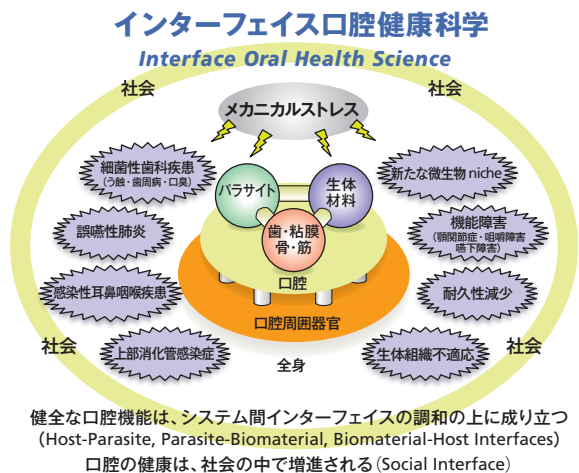 インターフェイス口腔健康科学
Interface Oral Health Science
社会
社会
メカニカルストレス
細菌性歯科疾患
(う蝕・歯周病・口臭)
パラサイト
生体
材料
新たな微生物 niche
誤嚥性肺炎
歯・粘膜
骨・筋
機能障害
(顎関節症・咀嚼障害
嚥下障害)
口腔
感染性耳鼻咽喉疾患
耐久性減少
口腔周囲器官
社会
社会
上部消化管感染症
全身
生体組織不適応
健全な口腔機能は、システム間インターフェイスの調和の上に成り立つ
(Host-Parasite, Parasite-Biomaterial, Biomaterial-Host Interfaces)
口腔の健康は、社会の中で増進される(Social Interface)